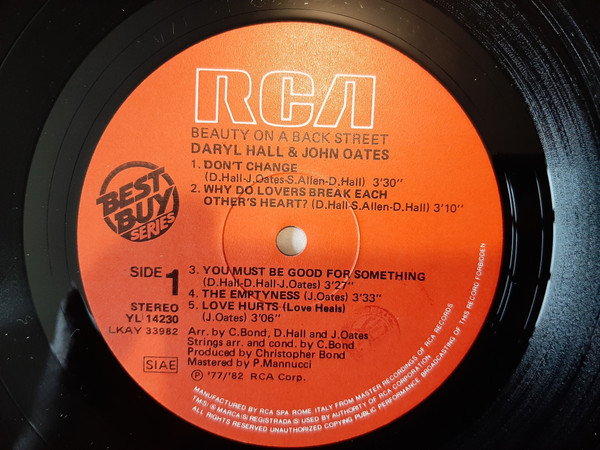 RCA
BEAUTY ON A BACK STREET
DARYL HALL & JOHN OATES
1. DON'T CHANGE
(D.Hall-J.Oates-S.Allen-D.Hall) 3'30"
2. WHY DO LOVERS BREAK EACH
OTHER'S HEART? (D.Hall-S.Allen-D.Hall) 3'10"
BEST
BUY
SERIES
SIDE 1
STEREO
YL 14230
LKAY 33982
3. YOU MUST BE GOOD FOR SOMETHING
(D.Hall-D.Hall-J.Oates) 3'27"
4. THE EMPTYNESS (J.Oates) 3'33"
5. LOVE HURTS (Love Heals)
(J.Oates) 3'06"
Arr. by C.Bond, D.Hall and J.Oates
Strings arr. and cond. by C.Bond
Produced by Christopher Bond
Mastered by P.Mannucci
SIAE
Ⓟ '77/'82 RCA Corp.
MANUFACTURED BY RCA SPA ROME ITALY FROM MASTER RECORDINGS OF RCA RECORDS
TM(S) ® MARCA(S) REGISTRADA(S) USED BY AUTHORITY OF RCA CORPORATION
ALL RIGHTS RESERVED UNAUTHORIZED COPYING PUBLIC PERFORMANCE BROADCASTING OF THIS RECORD FORBIDDEN